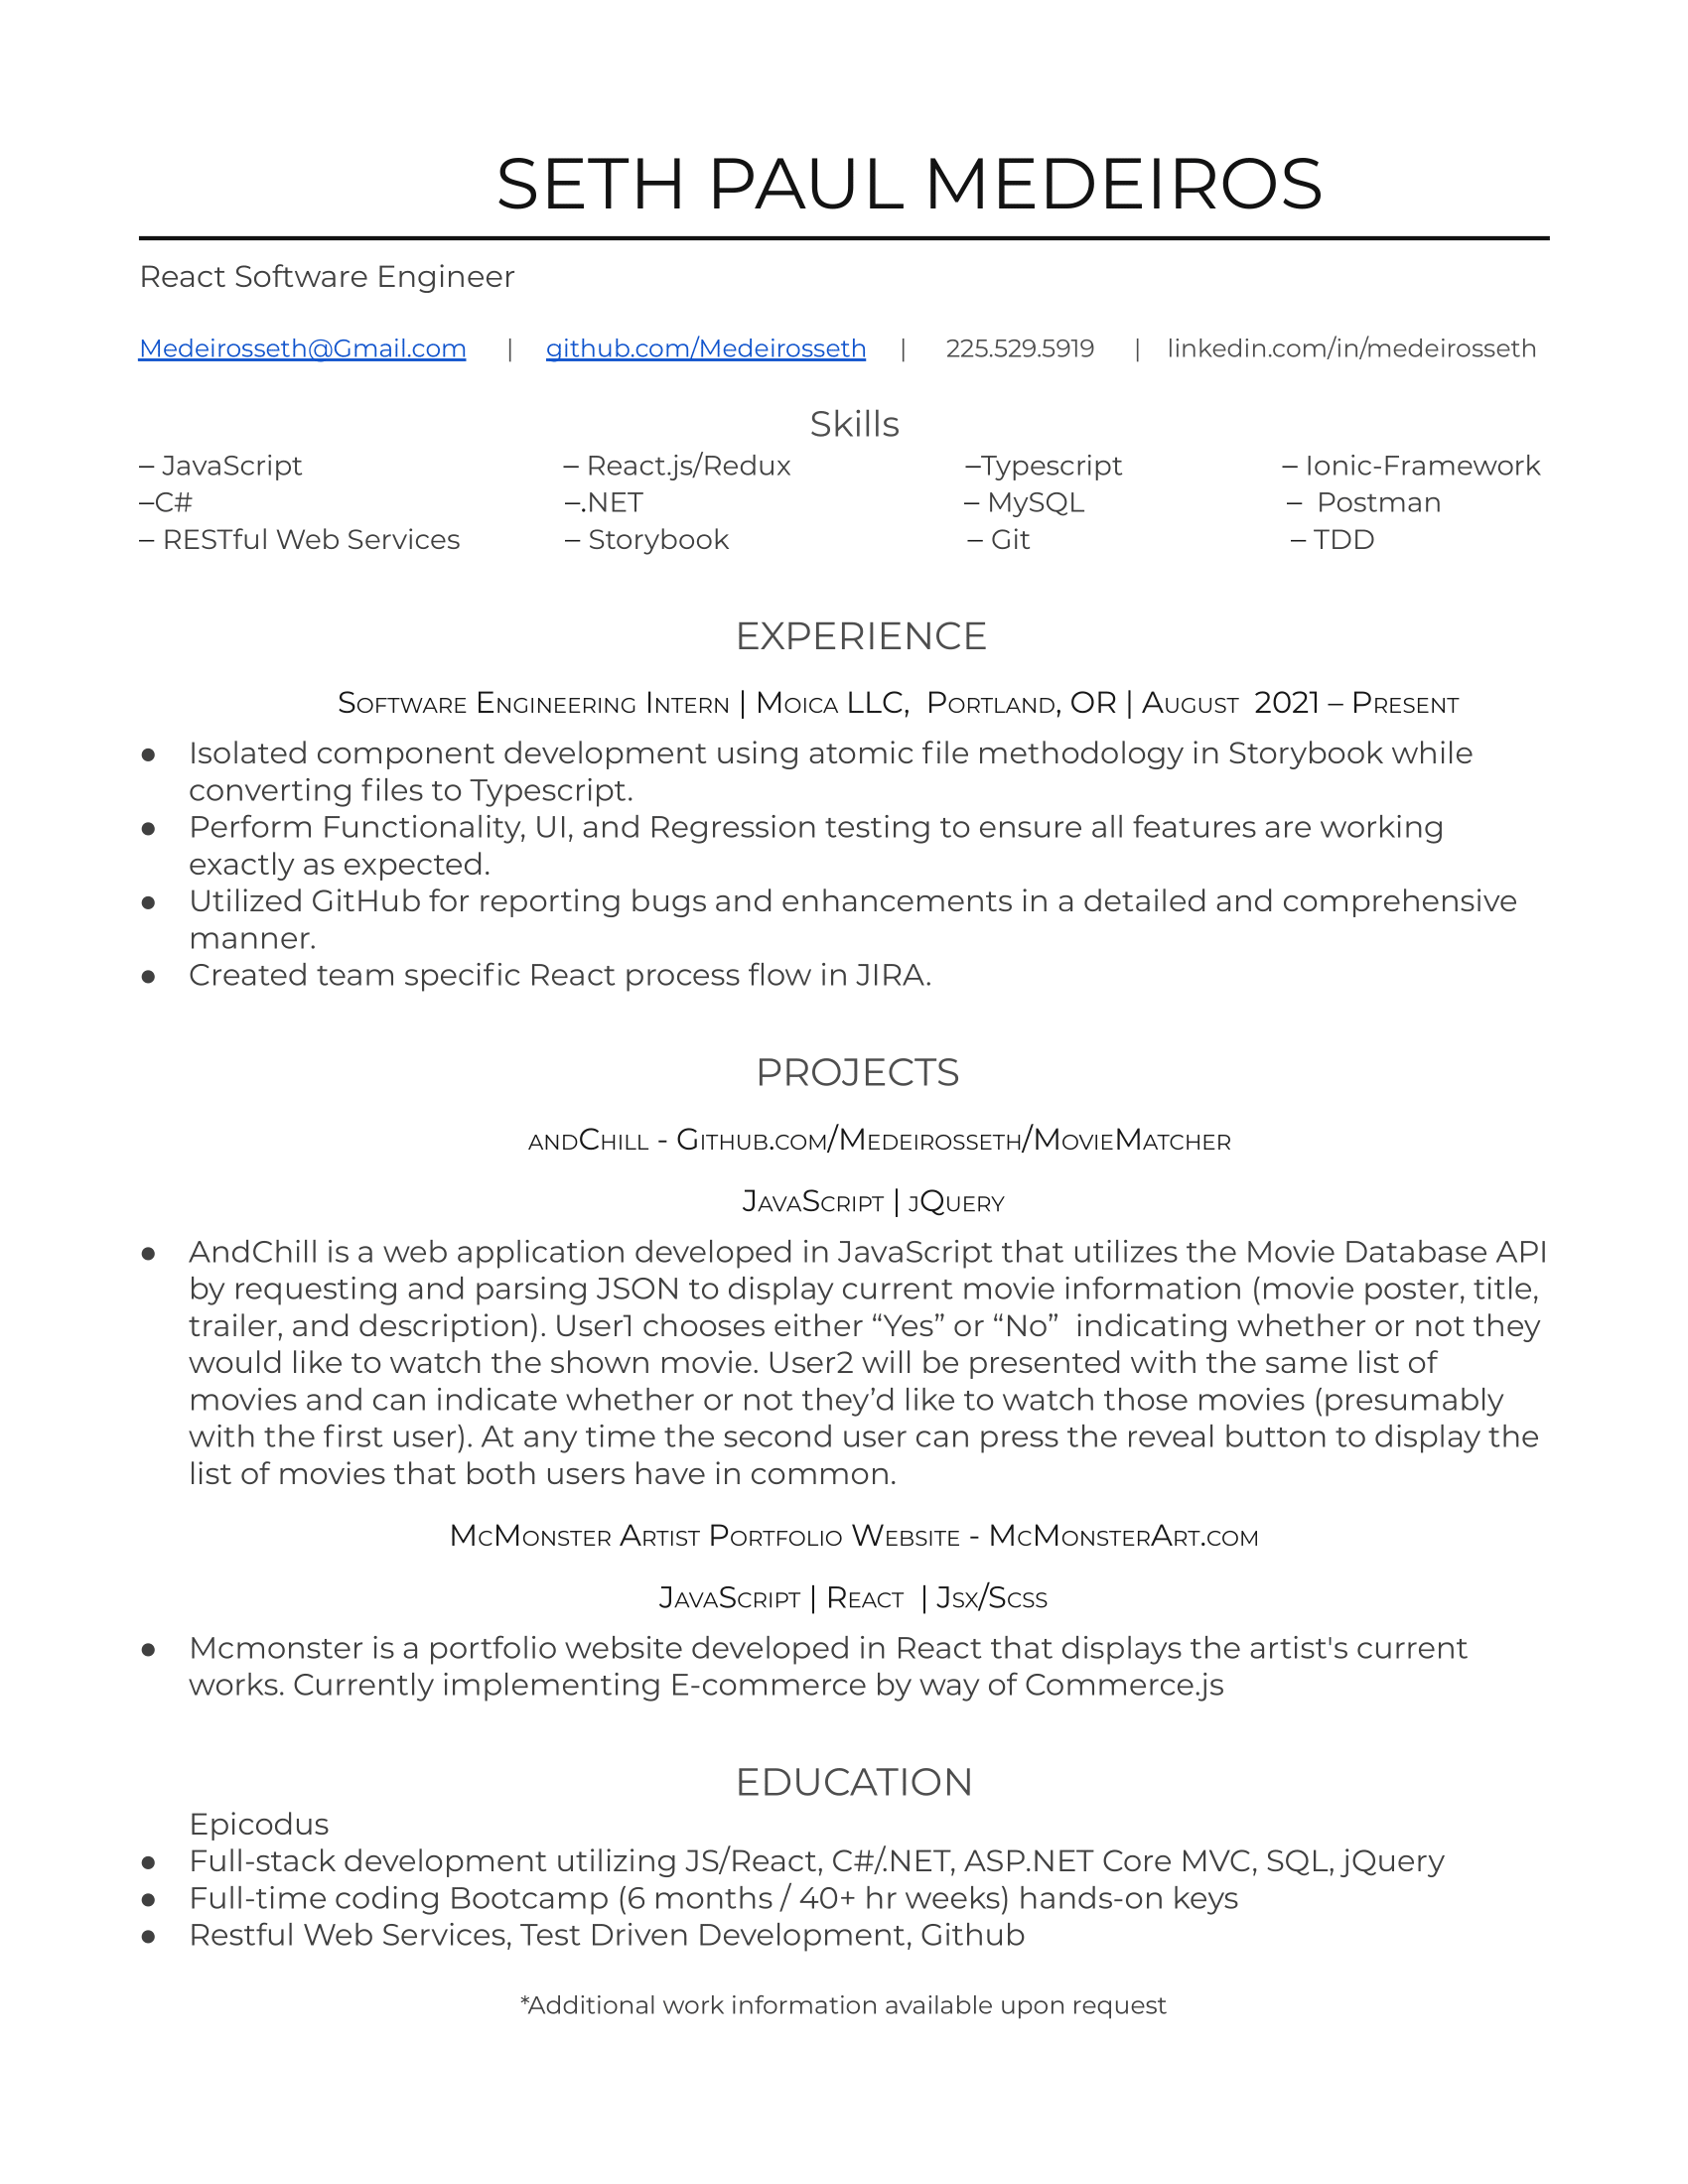 SETH PAUL MEDEIROS
React Software Engineer
Medeirosseth@Gmail.com | github.com/Medeirosseth | 225.529.5919 | linkedin.com/in/medeirosseth
Skills
– JavaScript – React.js/Redux –Typescript – Ionic-Framework
–C# –.NET – MySQL – Postman
– RESTful Web Services – Storybook – Git – TDD
EXPERIENCE
Software Engineering Intern | Moica LLC, Portland, OR | August 2021 – Present
● Isolated component development using atomic file methodology in Storybook while
converting files to Typescript.
● Perform Functionality, UI, and Regression testing to ensure all features are working
exactly as expected.
● Utilized GitHub for reporting bugs and enhancements in a detailed and comprehensive
manner.
● Created team specific React process flow in JIRA.
PROJECTS
andChill - Github.com/Medeirosseth/MovieMatcher
JavaScript | jQuery
● AndChill is a web application developed in JavaScript that utilizes the Movie Database API
by requesting and parsing JSON to display current movie information (movie poster, title,
trailer, and description). User1 chooses either “Yes” or “No” indicating whether or not they
would like to watch the shown movie. User2 will be presented with the same list of
movies and can indicate whether or not they’d like to watch those movies (presumably
with the first user). At any time the second user can press the reveal button to display the
list of movies that both users have in common.
McMonster Artist Portfolio Website - McMonsterArt.com
JavaScript | React | Jsx/Scss
● Mcmonster is a portfolio website developed in React that displays the artist's current
works. Currently implementing E-commerce by way of Commerce.js
EDUCATION
Epicodus
● Full-stack development utilizing JS/React, C#/.NET, ASP.NET Core MVC, SQL, jQuery
● Full-time coding Bootcamp (6 months / 40+ hr weeks) hands-on keys
● Restful Web Services, Test Driven Development, Github
*Additional work information available upon request